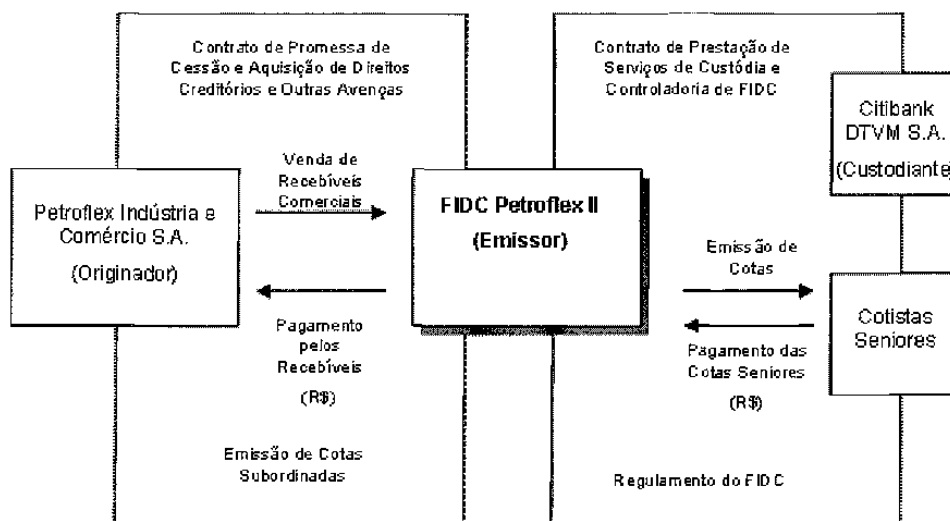 Contrato de Promessa de
Cessão e Aquisição de Direitos
Creditórios e Outras Avenças
Contrato de Prestação de
Serviços de Custódia e
Controladoria de FIDC
Citibank
DTVM S.A.
(Custodiante)
Venda de
Recebíveis
Comerciais
Petroflex Indústria e
Comércio S.A.
(Originador)
FIDC Petroflex II
(Emissor)
Emissão de
Cotas
Pagamento
pelos
Recebíveis
(R$)
Pagamento das
Cotas Seniores
(R$)
Cotistas
Seniores
Emissão de Cotas
Subordinadas
Regulamento do FIDC